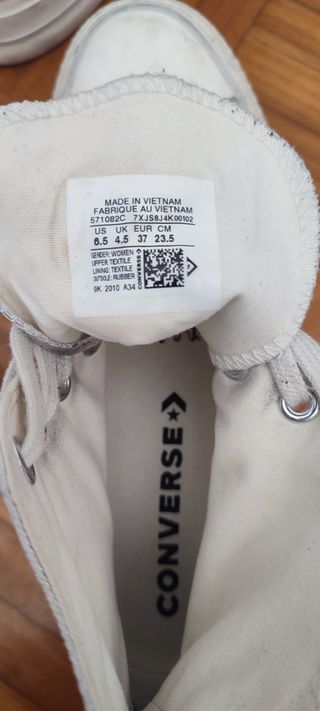 MADE IN VIETNAM
FABRIQUE AU VIETNAM
571082C 7XJS8J4K00102
US UK EUR CM
6.5 4.5 37 23.5
GENDER: WOMEN
UPPER: TEXTILE
LINING: TEXTILE
OUTSOLE: RUBBER
9K 2010 A34
CONVERSE